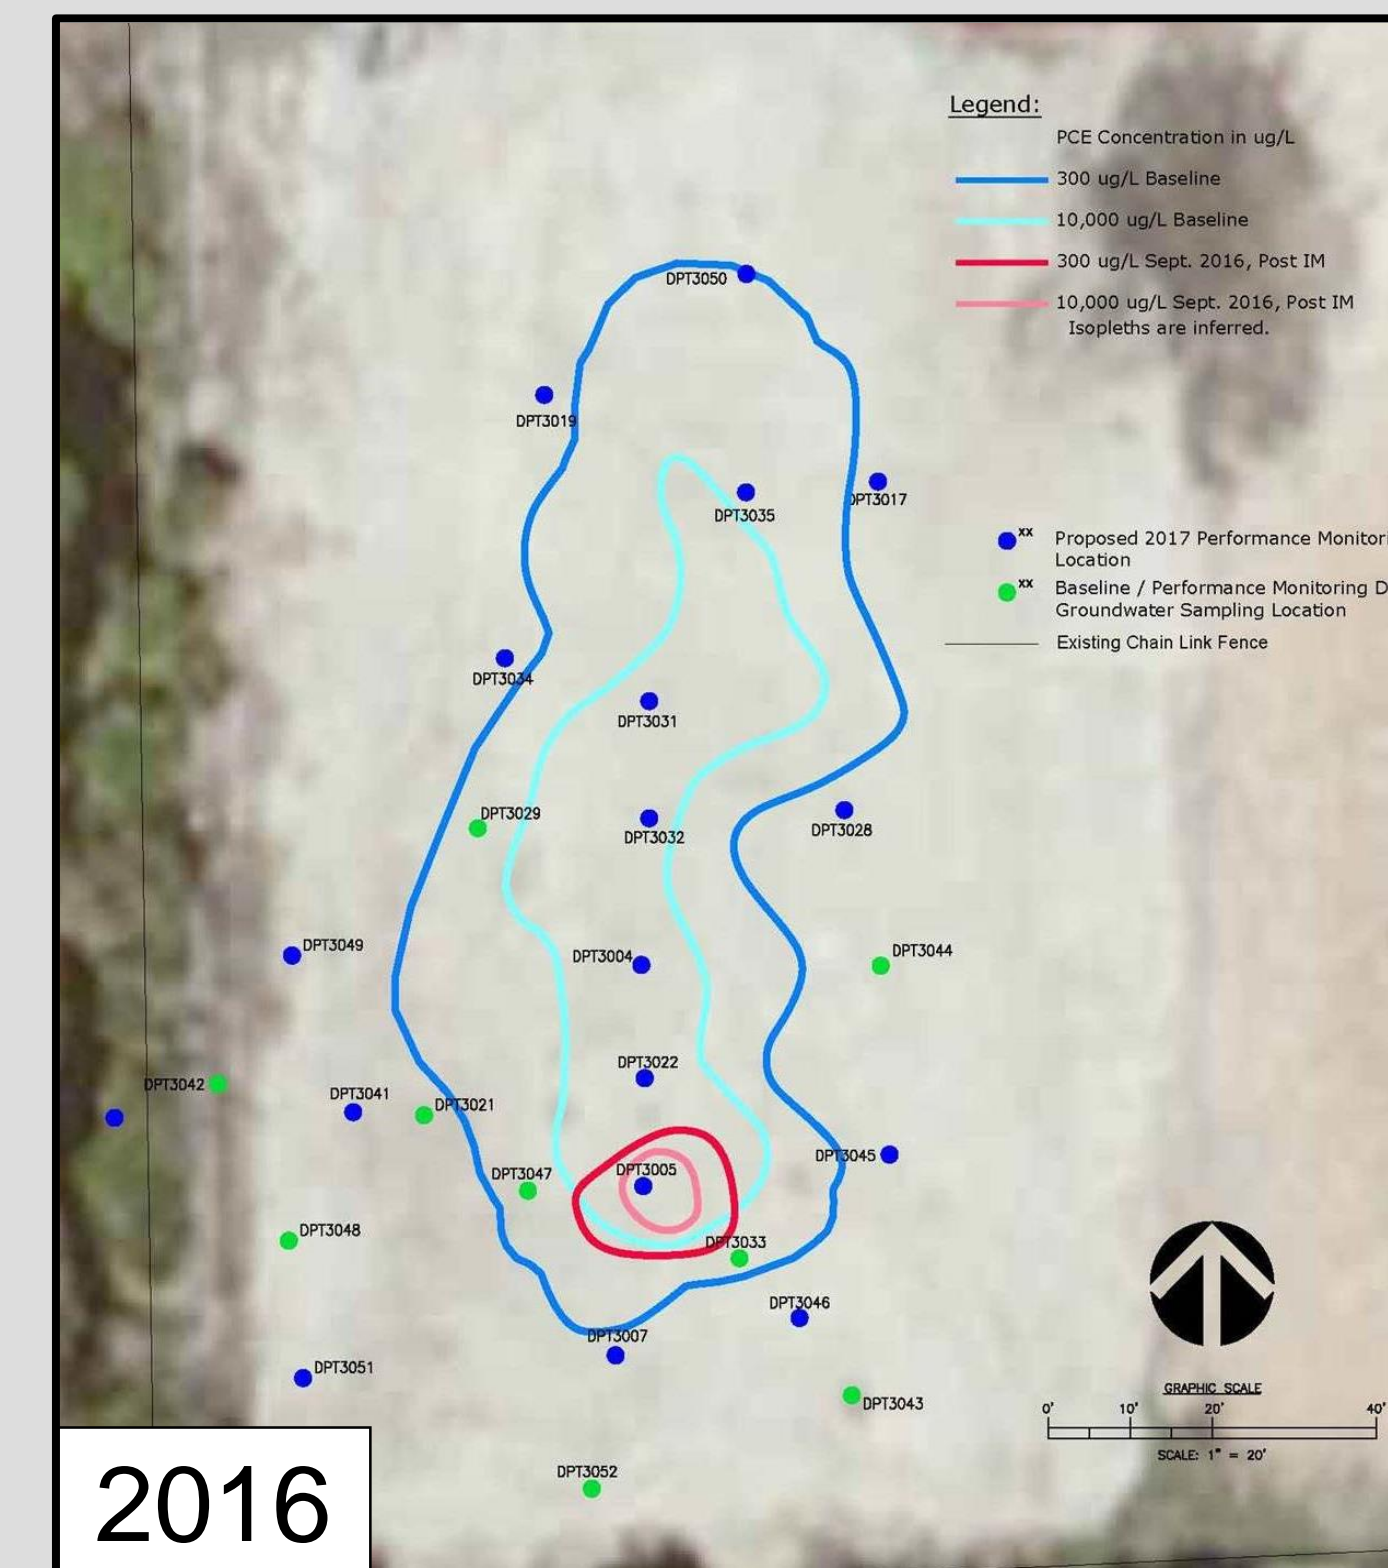 Legend:
PCE Concentration in ug/L
300 ug/L Baseline
10,000 ug/L Baseline
300 ug/L Sept. 2016, Post IM
10,000 ug/L Sept. 2016, Post IM
Isopleths are inferred.
DPT3050
DPT3019
DPT3035
DPT3017
xx Proposed 2017 Performance Monitori
Location
xx Baseline / Performance Monitoring D
Groundwater Sampling Location
Existing Chain Link Fence
DPT3034
DPT3031
DPT3029
DPT3032
DPT3028
DPT3049
DPT3004
DPT3044
DPT3022
DPT3042
DPT3041
DPT3021
DPT3045
DPT3047
DPT3005
DPT3048
DPT3033
DPT3046
DPT3007
DPT3051
DPT3043
GRAPHIC SCALE
0' 10' 20' 40'
SCALE: 1" = 20'
DPT3052
2016